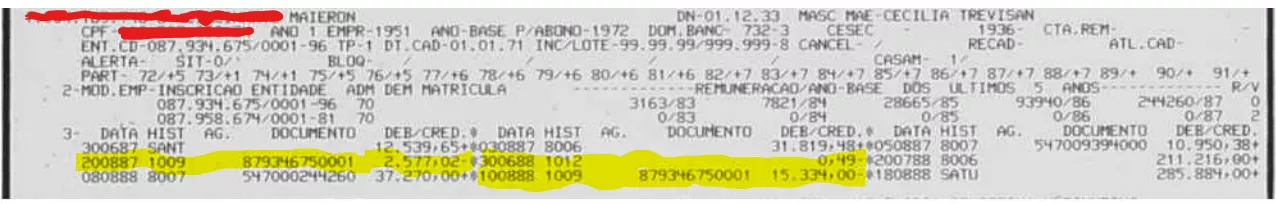 MAIERON DN-01.12.33 MASC MAE-CECILIA TREVISAN
CPF- ANO 1 EMPR-1951 ANO-BASE P/ABONO-1972 DOM.BANC- 732-3 CESEC - 1936- CTA.REM-
ENT.CD-087.934.675/0001-96 TP-1 DT.CAD-01.01.71 INC/LOTE-99.99.99/999.999-8 CANCEL- / RECAD- ATL.CAD-
ALERTA- SIT-0/ BLOQ- / / / / / CASAM- 1/
PART- 72/+5 73/+1 74/+1 75/+5 76/+5 77/+6 78/+6 79/+6 80/+6 81/+6 82/+7 83/+7 84/+7 85/+7 86/+7 87/+7 88/+7 89/+ 90/+ 91/+
2-MOD.EMP-INSCRICAO ENTIDADE ADM DEM MATRICULA ------------REMUNERACAO/ANO-BASE DOS ULTIMOS 5 ANOS------------ R/V
087.934.675/0001-96 70 3163/83 7821/84 28665/85 93940/86 244260/87 0
087.958.674/0001-81 70 0/83 0/84 0/85 0/86 0/87 2
3- DATA HIST AG. DOCUMENTO DEB/CRED.* DATA HIST AG. DOCUMENTO DEB/CRED.* DATA HIST AG. DOCUMENTO DEB/CRED.
300687 SANT 12.539,65+*030887 8006 31.819,48+*050887 8007 547009394000 10.950,38+
200887 1009 879346750001 2.577,02-*300688 1012 0,49-*200788 8006 211.216,00+
080888 8007 547000244260 37.270,00+*100888 1009 879346750001 15.334,00-*180888 SATU 285.884,00+